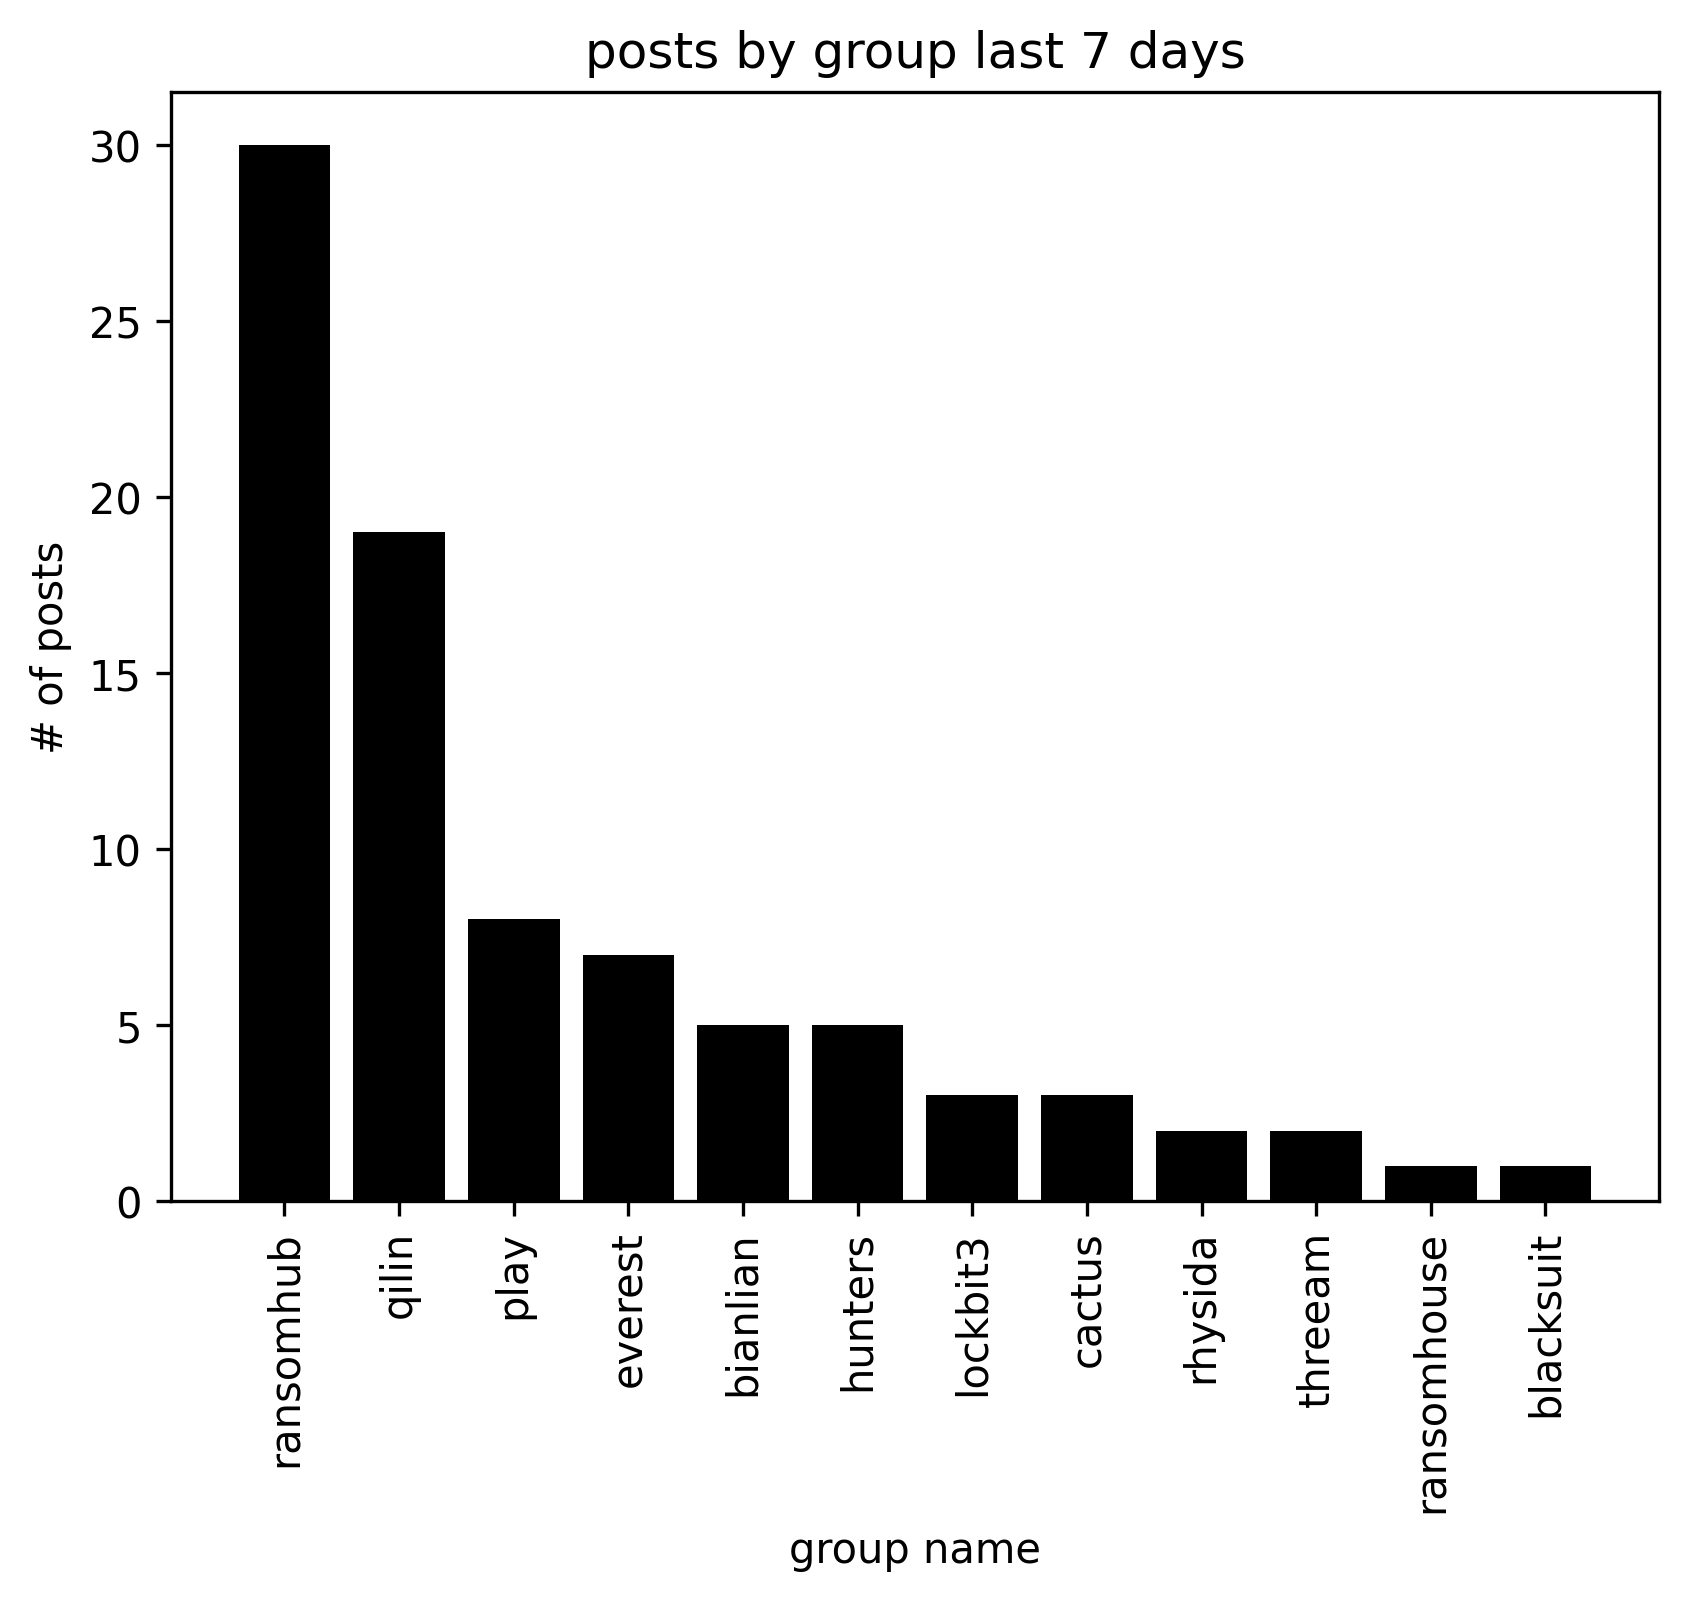 posts by group last 7 days
# of posts
30
25
20
15
10
5
0
ransomhub
qilin
play
everest
bianlian
hunters
lockbit3
cactus
rhysida
threeam
ransomhouse
blacksuit
group name